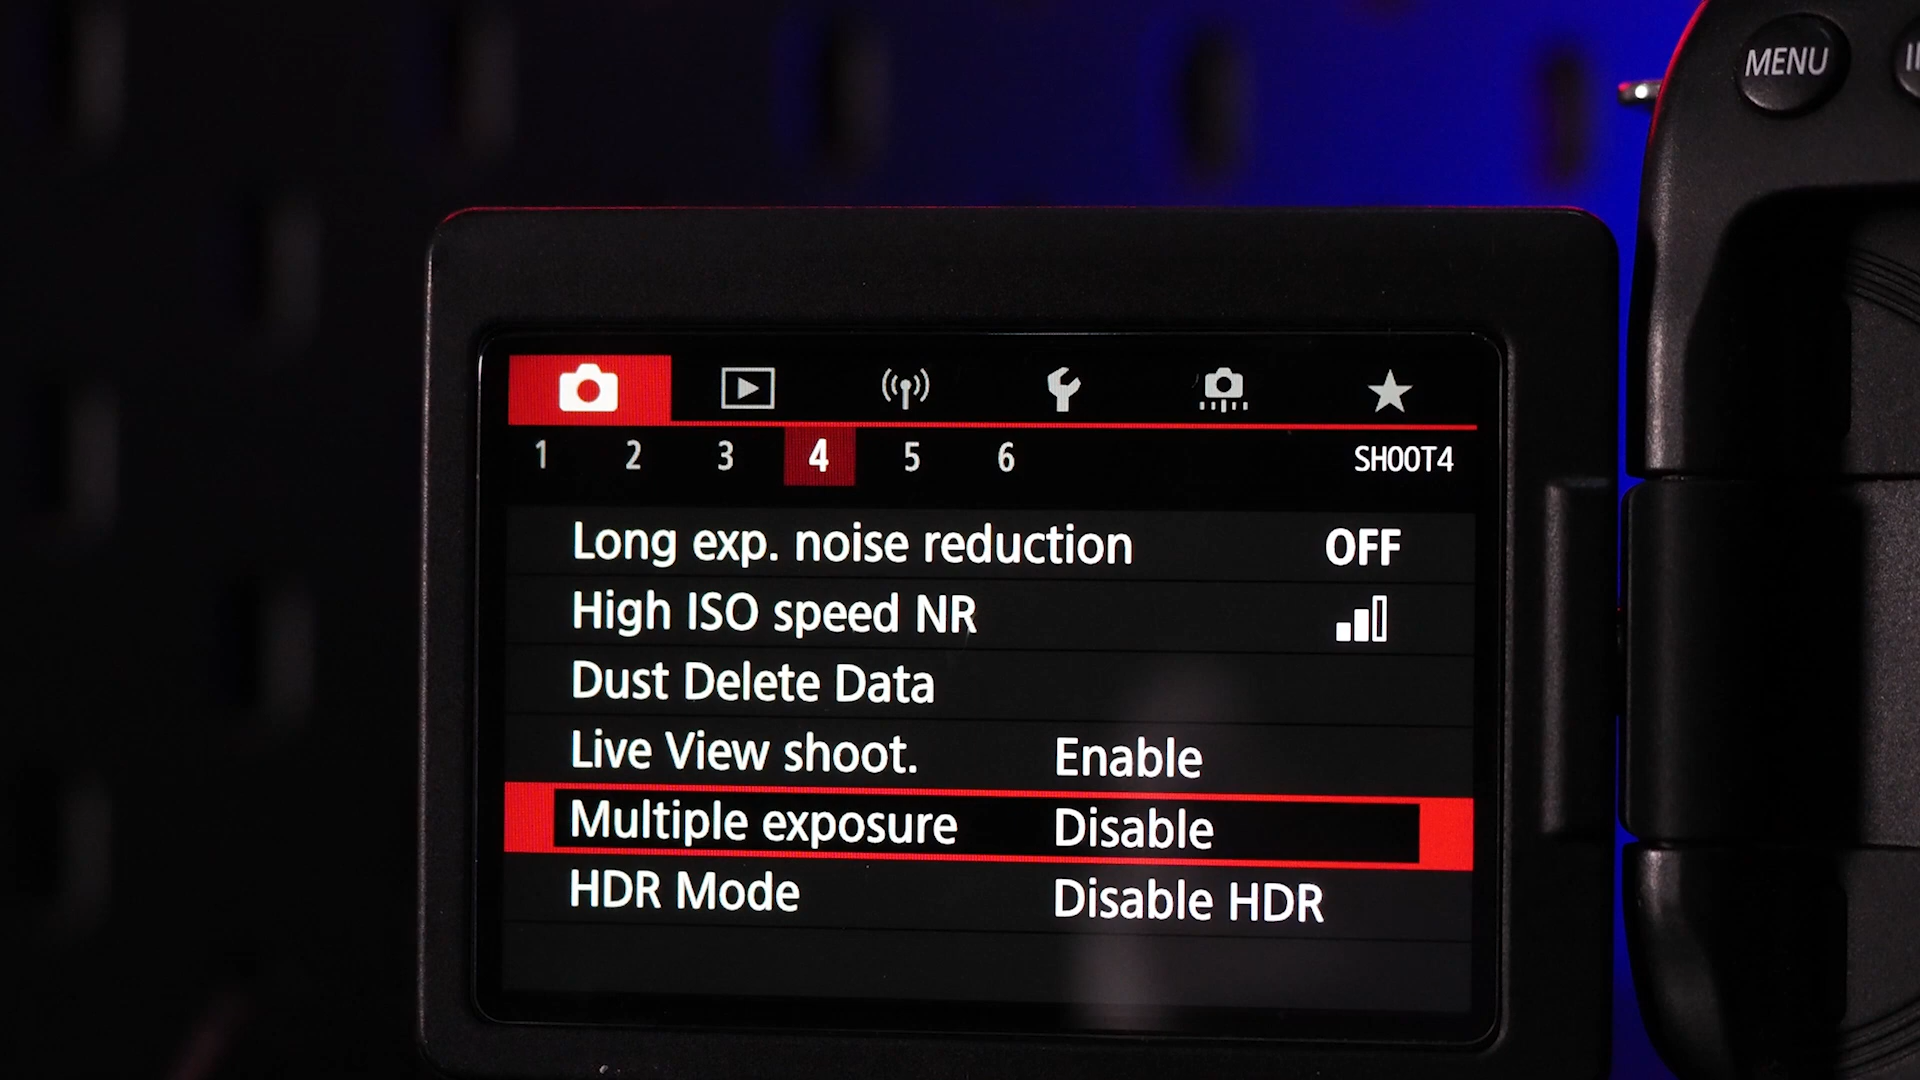 MENU
1 2 3 4 5 6 SHOOT4
Long exp. noise reduction OFF
High ISO speed NR
Dust Delete Data
Live View shoot. Enable
Multiple exposure Disable
HDR Mode Disable HDR